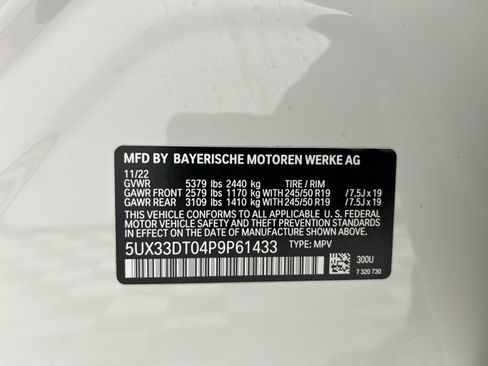 MFD BY BAYERISCHE MOTOREN WERKE AG
11/22
GVWR 5379 lbs 2440 kg TIRE / RIM
GAWR FRONT 2579 lbs 1170 kg WITH 245/50 R19 /7.5J x 19
GAWR REAR 3109 lbs 1410 kg WITH 245/50 R19 /7.5J x 19
THIS VEHICLE CONFORMS TO ALL APPLICABLE U. S. FEDERAL
MOTOR VEHICLE SAFETY AND THEFT PREVENTION STANDARDS
IN EFFECT ON THE DATE OF MANUFACTURE SHOWN ABOVE.
5UX33DT04P9P61433 TYPE: MPV
300U
7 320 730